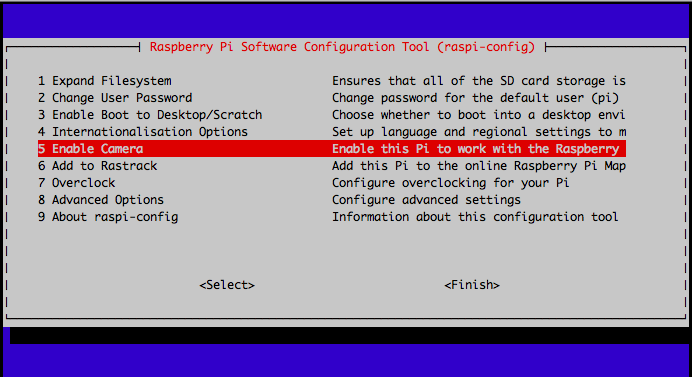 Raspberry Pi Software Configuration Tool (raspi-config)
1 Expand Filesystem Ensures that all of the SD card storage is
2 Change User Password Change password for the default user (pi)
3 Enable Boot to Desktop/Scratch Choose whether to boot into a desktop envi
4 Internationalisation Options Set up language and regional settings to m
5 Enable Camera Enable this Pi to work with the Raspberry
6 Add to Rastrack Add this Pi to the online Raspberry Pi Map
7 Overclock Configure overclocking for your Pi
8 Advanced Options Configure advanced settings
9 About raspi-config Information about this configuration tool
<Select> <Finish>